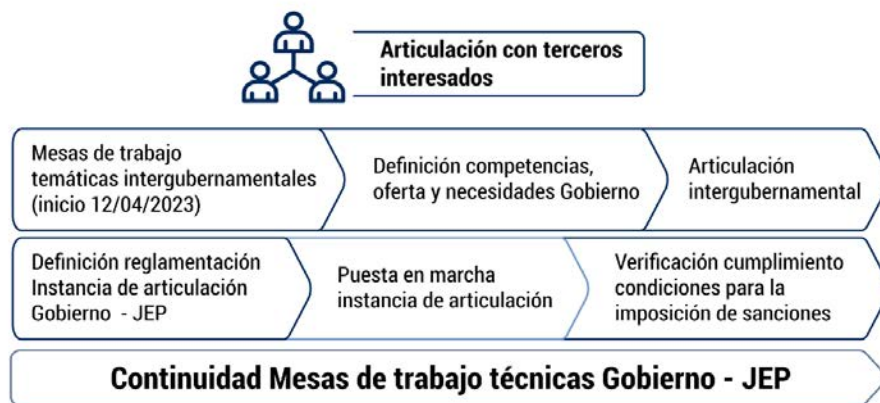 Articulación con terceros
interesados
Mesas de trabajo
temáticas intergubernamentales
(inicio 12/04/2023)
Definición competencias,
oferta y necesidades Gobierno
Articulación
intergubernamental
Definición reglamentación
Instancia de articulación
Gobierno - JEP
Puesta en marcha
instancia de articulación
Verificación cumplimiento
condiciones para la
imposición de sanciones
Continuidad Mesas de trabajo técnicas Gobierno - JEP